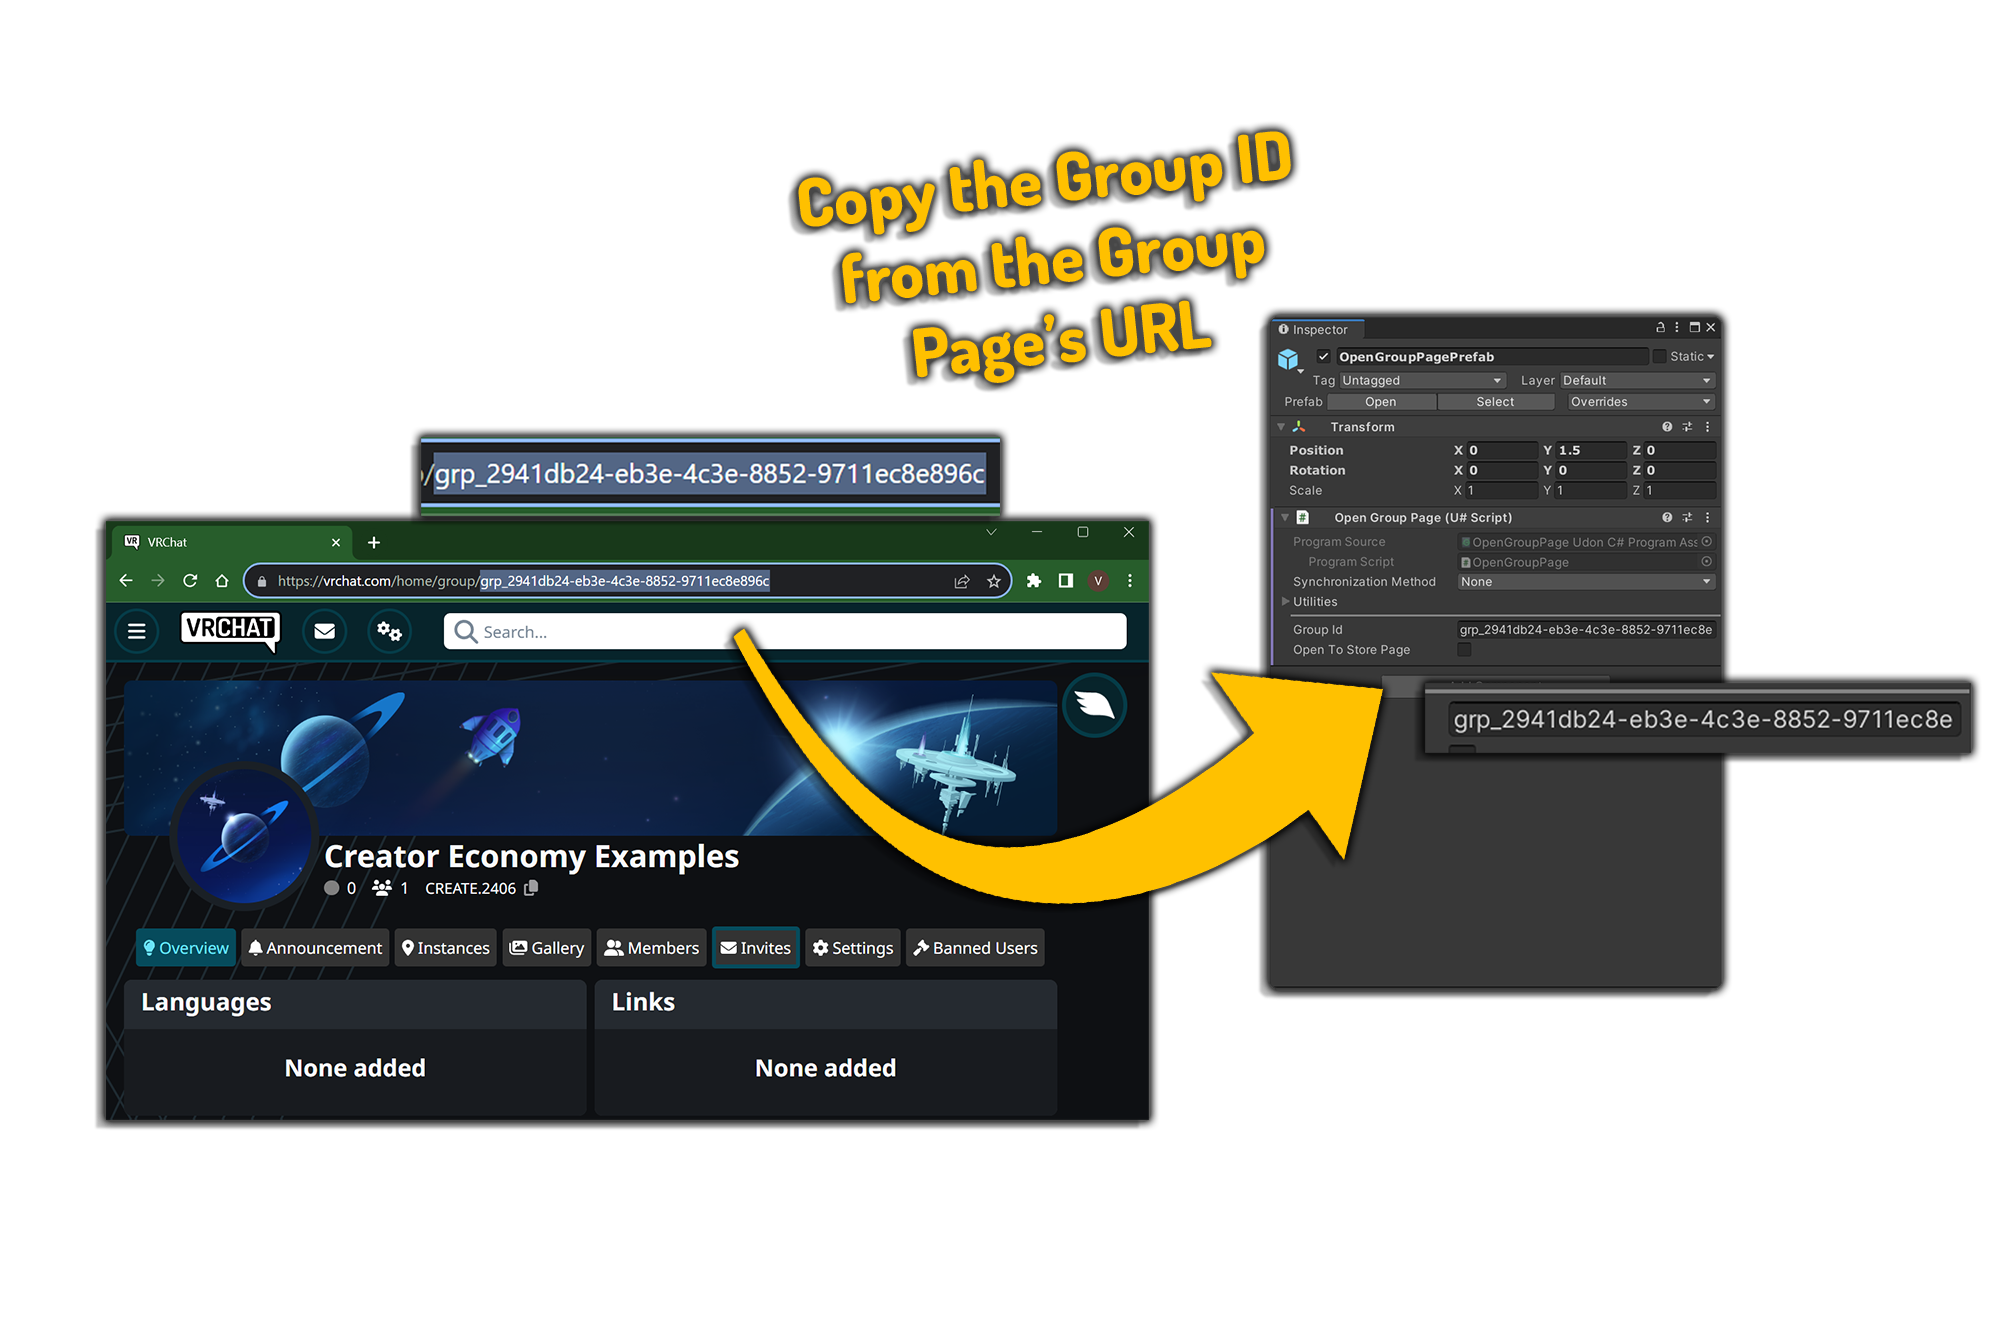 Copy the Group ID
from the Group
Page's URL
/grp_2941db24-eb3e-4c3e-8852-9711ec8e896c
VRChat
https://vrchat.com/home/group/grp_2941db24-eb3e-4c3e-8852-9711ec8e896c
V
VRCHAT
Search...
Creator Economy Examples
0 1 CREATE.2406
Overview Announcement Instances Gallery Members Invites Settings Banned Users
Languages Links
None added None added
Inspector
OpenGroupPagePrefab Static
Tag Untagged Layer Default
Prefab Open Select Overrides
Transform
Position X 0 Y 1.5 Z 0
Rotation X 0 Y 0 Z 0
Scale X 1 Y 1 Z 1
# Open Group Page (U# Script)
Program Source OpenGroupPage Udon C# Program Ass
Program Script OpenGroupPage
Synchronization Method None
Utilities
Group Id grp_2941db24-eb3e-4c3e-8852-9711ec8e
Open To Store Page
grp_2941db24-eb3e-4c3e-8852-9711ec8e